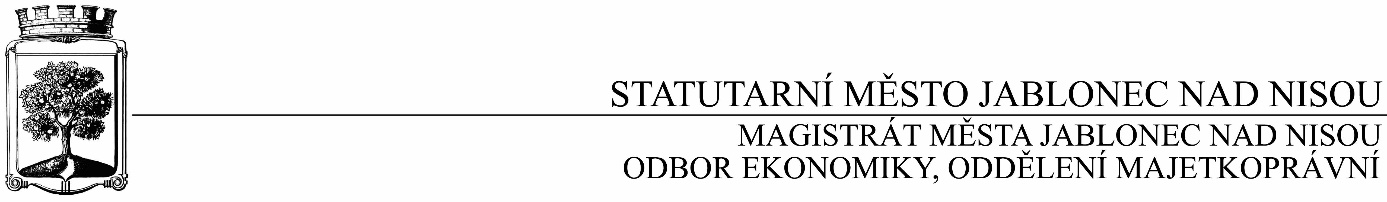 STATUTARNÍ MĚSTO JABLONEC NAD NISOU
MAGISTRÁT MĚSTA JABLONEC NAD NISOU
ODBOR EKONOMIKY, ODDĚLENÍ MAJETKOPRÁVNÍ